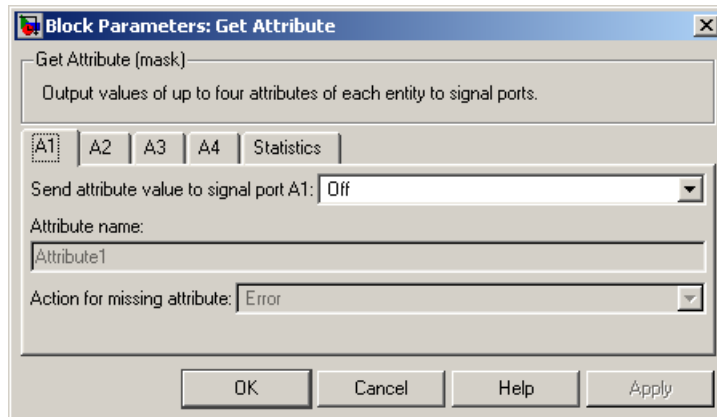 Block Parameters: Get Attribute
Get Attribute (mask)
Output values of up to four attributes of each entity to signal ports.
A1 A2 A3 A4 Statistics
Send attribute value to signal port A1: Off
Attribute name:
Attribute1
Action for missing attribute: Error
OK Cancel Help Apply